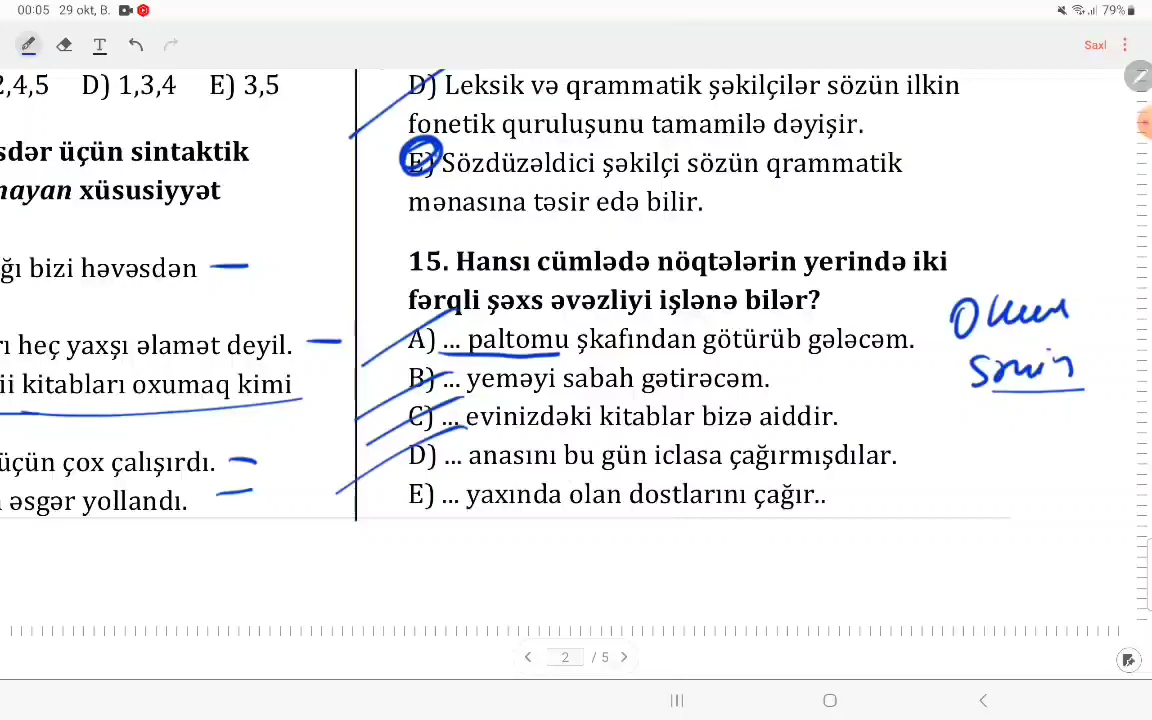 00:05 29 okt, B.
79%
Saxl
2,4,5 D) 1,3,4 E) 3,5
sdər üçün sintaktik
mayan xüsusiyyət
ğı bizi həvəsdən
rı heç yaxşı əlamət deyil.
ii kitabları oxumaq kimi
üçün çox çalışırdı.
əsgər yollandı.
D) Leksik və qrammatik şəkilçilər sözün ilkin
fonetik quruluşunu tamamilə dəyişir.
E) Sözdüzəldici şəkilçi sözün qrammatik
mənasına təsir edə bilir.
15. Hansı cümlədə nöqtələrin yerində iki
fərqli şəxs əvəzliyi işlənə bilər?
A) ... paltomu şkafından götürüb gələcəm.
B) ... yeməyi sabah gətirəcəm.
C) ... evinizdəki kitablar bizə aiddir.
D) ... anasını bu gün iclasa çağırmışdılar.
E) ... yaxında olan dostlarını çağır..
Onun
Sənin
2 / 5